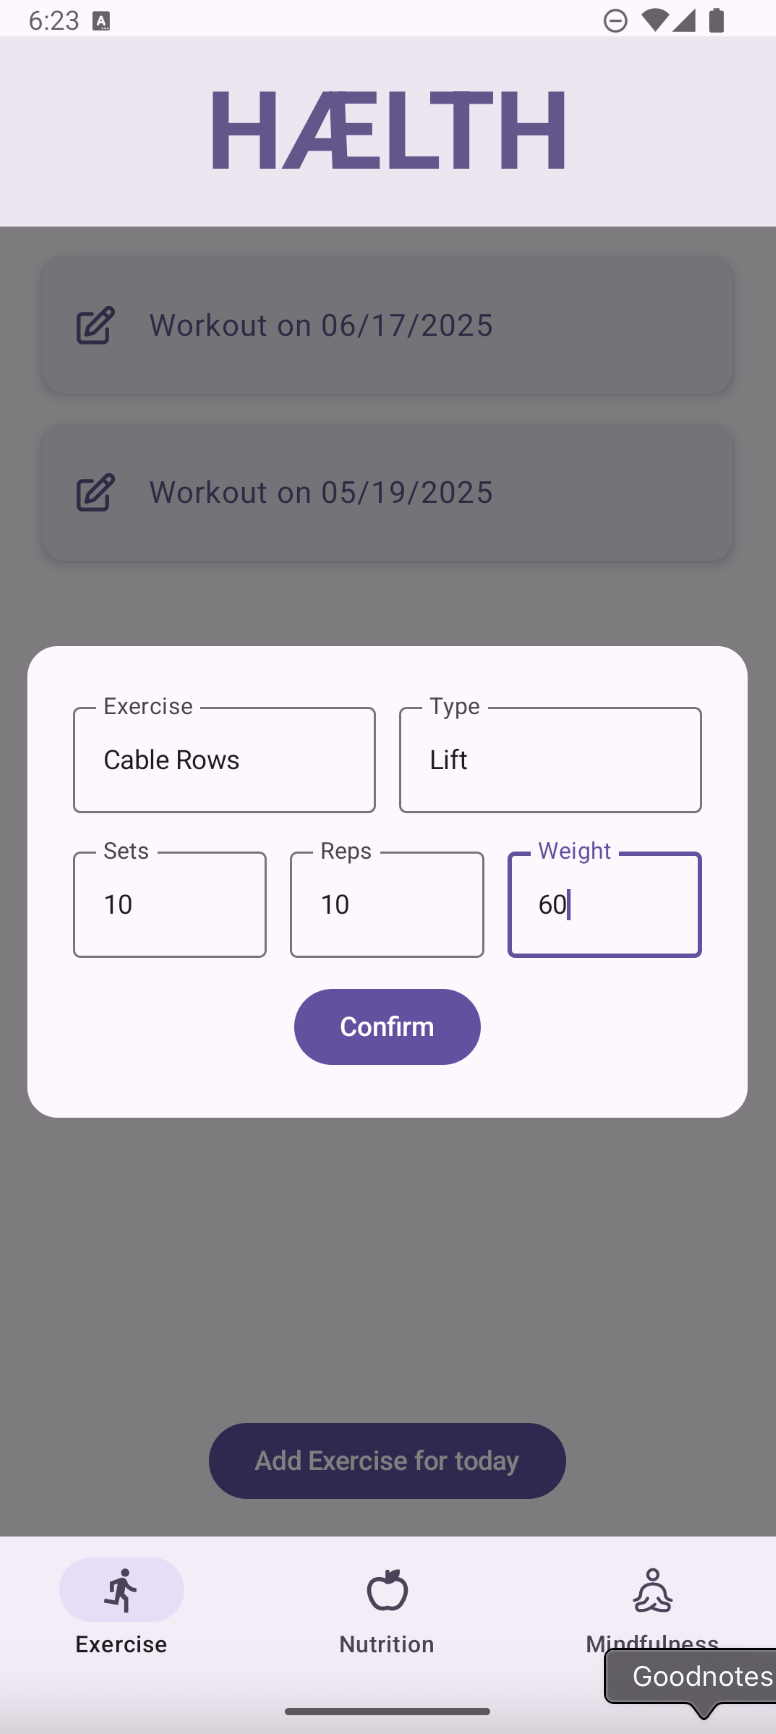 6:23 A
HÆLTH
Workout on 06/17/2025
Workout on 05/19/2025
Exercise Type
Cable Rows Lift
Sets Reps Weight
10 10 60
Confirm
Add Exercise for today
Exercise Nutrition Mindfulness
Goodnotes